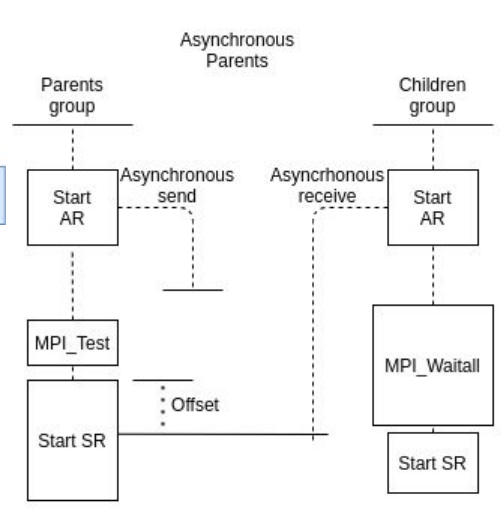 Asynchronous
Parents
Parents
group
Children
group
Start
AR
Asynchronous
send
Asyncrhonous
receive
Start
AR
MPI_Test
MPI_Waitall
Offset
Start SR
Start SR